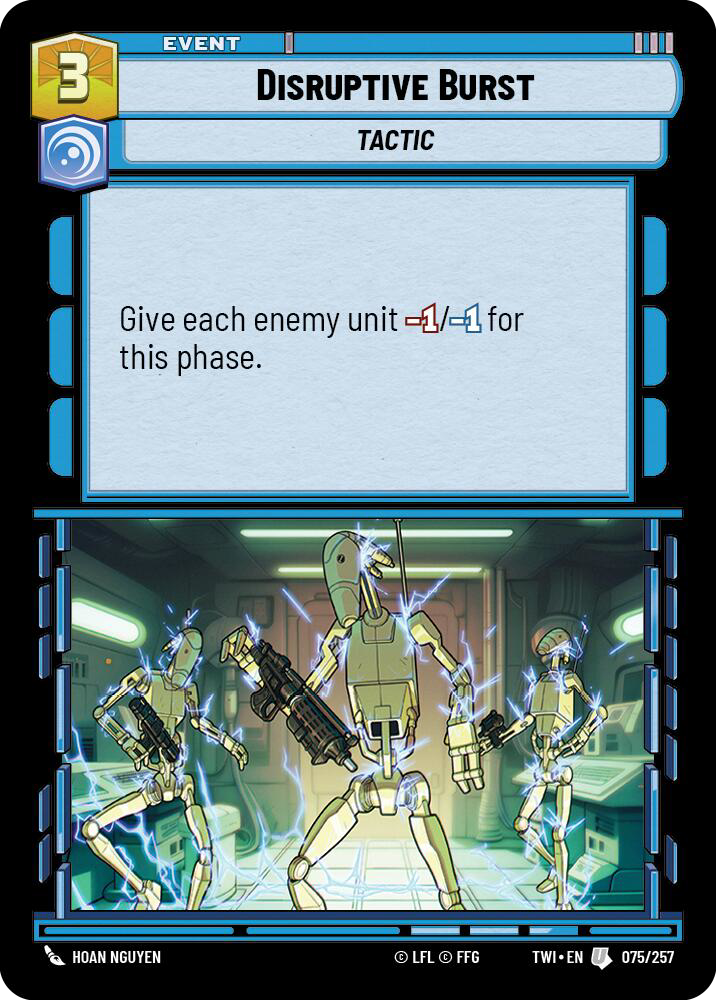 EVENT
3
DISRUPTIVE BURST
TACTIC
Give each enemy unit -1/-1 for
this phase.
HOAN NGUYEN
© LFL © FFG
TWI•EN
U
075/257